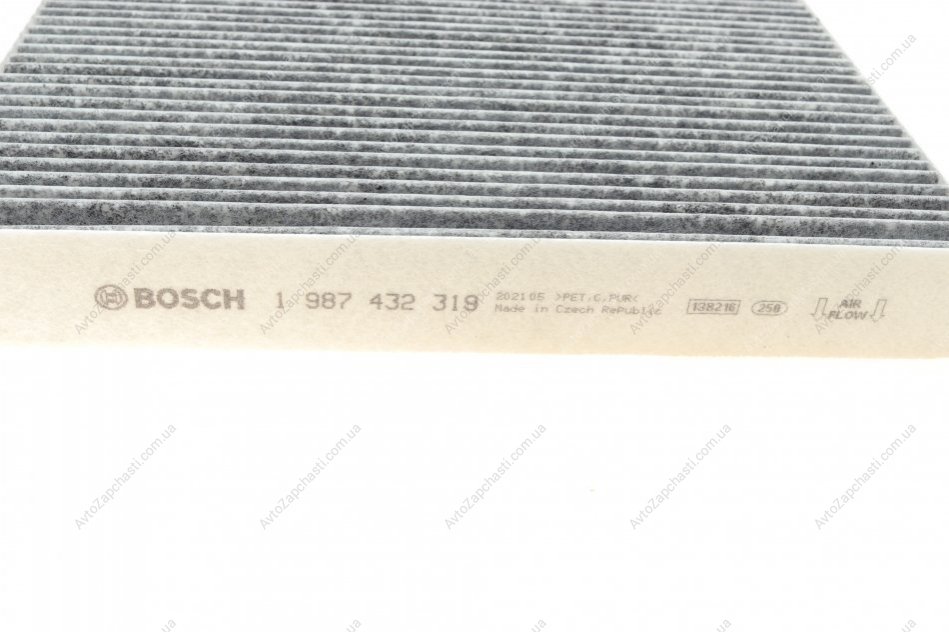 BOSCH 1 987 432 319
202105 >PET,C,PUR<
Made in Czech Republic
138216
250
AIR
FLOW
AvtoZapchasti.com.ua